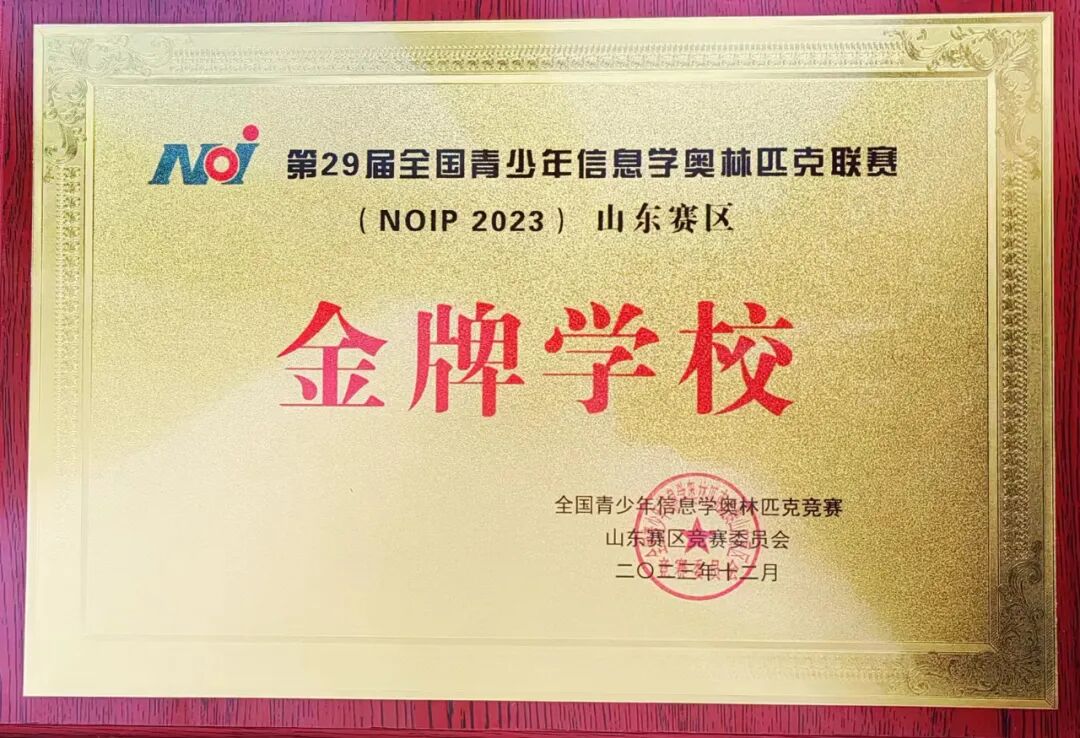 NOI 第29届全国青少年信息学奥林匹克联赛
（NOIP 2023） 山东赛区
金牌学校
全国青少年信息学奥林匹克竞赛
山东赛区竞赛委员会
二〇二三年十二月